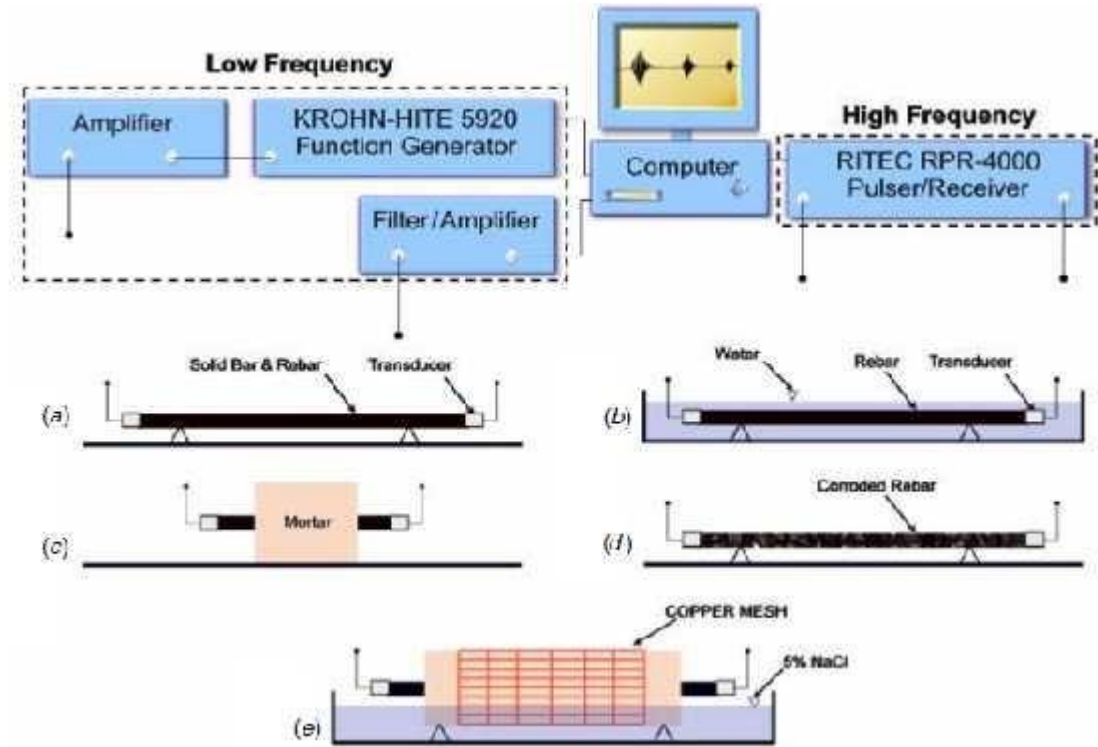 Low Frequency
Amplifier
KROHN-HITE 5920
Function Generator
Filter/Amplifier
Computer
High Frequency
RITEC RPR-4000
Pulser/Receiver
Solid Bar & Rebar
Transducer
(a)
Water
Rebar
Transducer
(b)
Mortar
(c)
Corroded Rebar
(d)
COPPER MESH
5% NaCl
(e)